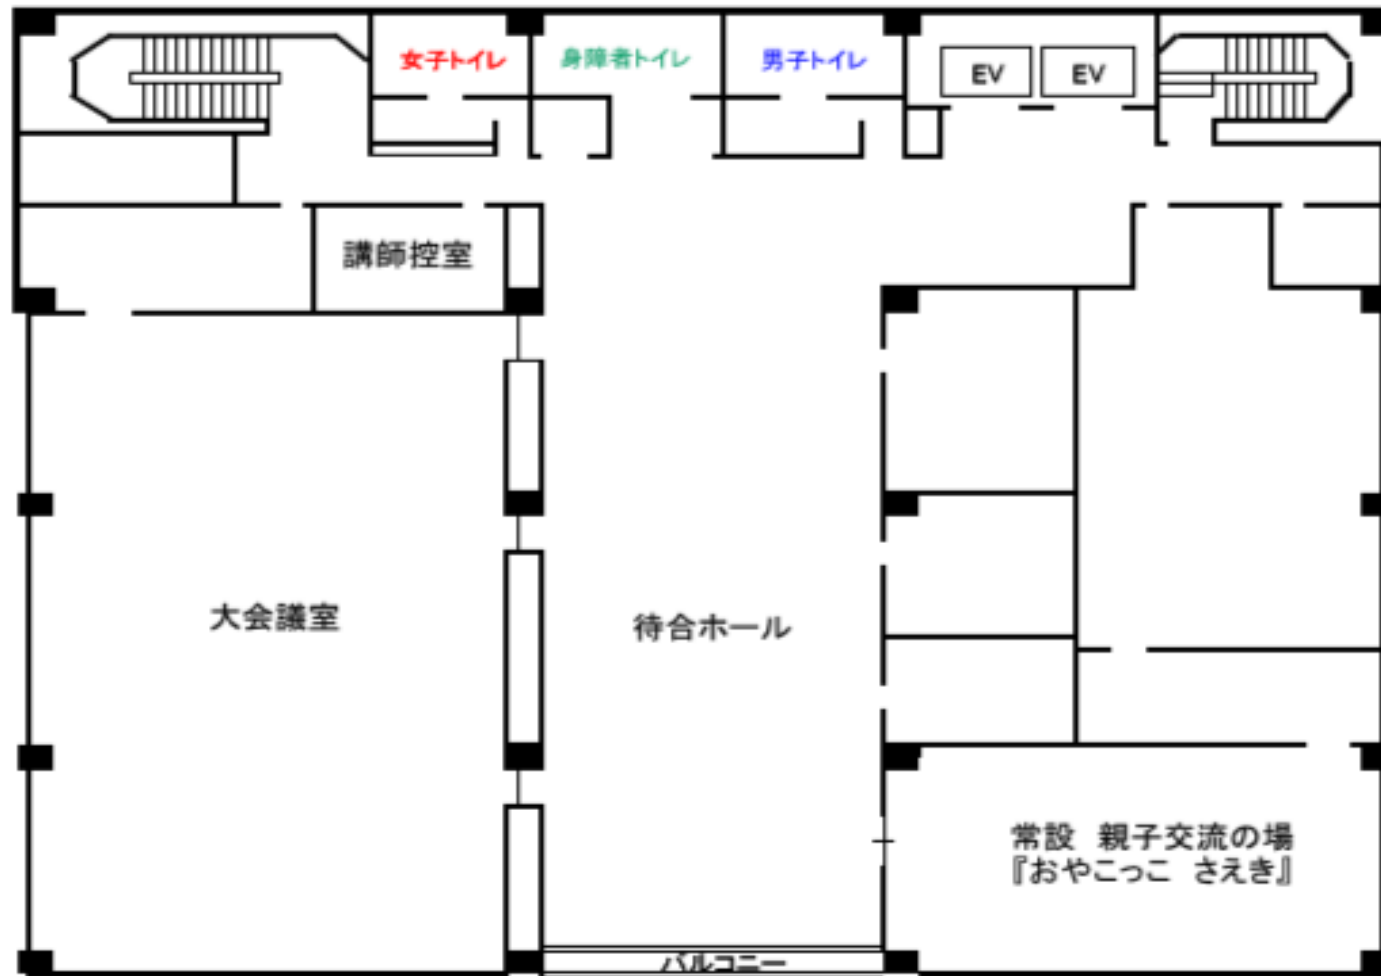 女子トイレ
身障者トイレ
男子トイレ
EV
EV
講師控室
大会議室
待合ホール
常設　親子交流の場
『おやこっこ　さえき』
バルコニー